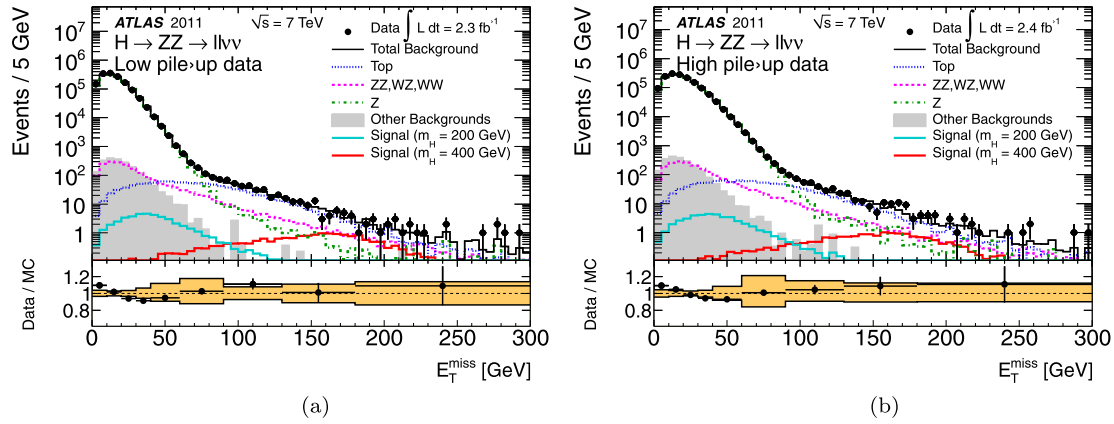 Events / 5 GeV
10⁷
10⁶
10⁵
10⁴
10³
10²
10
1
ATLAS 2011
√s = 7 TeV
H → ZZ → llνν
Low pile›up data
Data ∫ L dt = 2.3 fb›¹
Total Background
Top
ZZ,WZ,WW
Z
Other Backgrounds
Signal (m_H = 200 GeV)
Signal (m_H = 400 GeV)
Data / MC
1.2
1
0.8
0 50 100 150 200 250 300
E_T^miss [GeV]
(a)
Events / 5 GeV
10⁷
10⁶
10⁵
10⁴
10³
10²
10
1
ATLAS 2011
√s = 7 TeV
H → ZZ → llνν
High pile›up data
Data ∫ L dt = 2.4 fb›¹
Total Background
Top
ZZ,WZ,WW
Z
Other Backgrounds
Signal (m_H = 200 GeV)
Signal (m_H = 400 GeV)
Data / MC
1.2
1
0.8
0 50 100 150 200 250 300
E_T^miss [GeV]
(b)